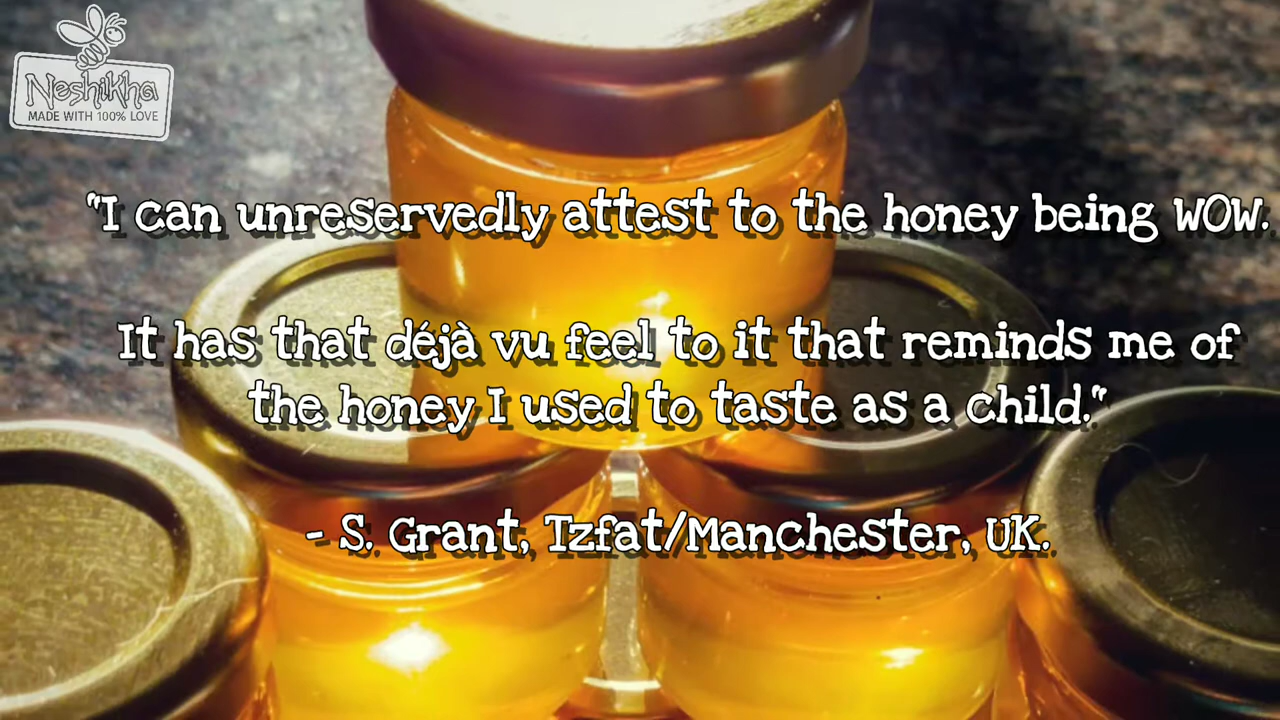 Neshikha
MADE WITH 100% LOVE
"I can unreservedly attest to the honey being WOW.
It has that déjà vu feel to it that reminds me of
the honey I used to taste as a child."
- S. Grant, Tzfat/Manchester, UK.